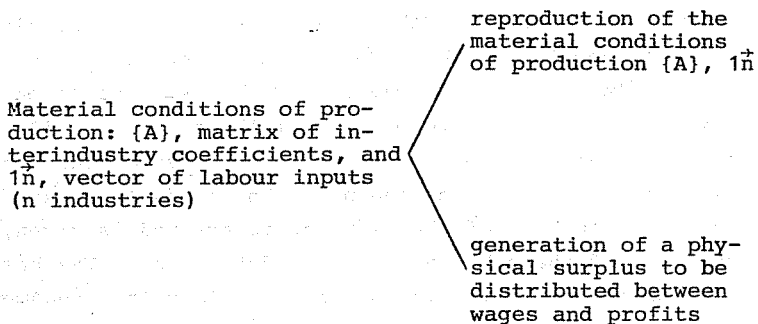 reproduction of the
material conditions
of production {A}, 1n⃗
Material conditions of pro-
duction: {A}, matrix of in-
terindustry coefficients, and
1n⃗, vector of labour inputs
(n industries)
generation of a phy-
sical surplus to be
distributed between
wages and profits